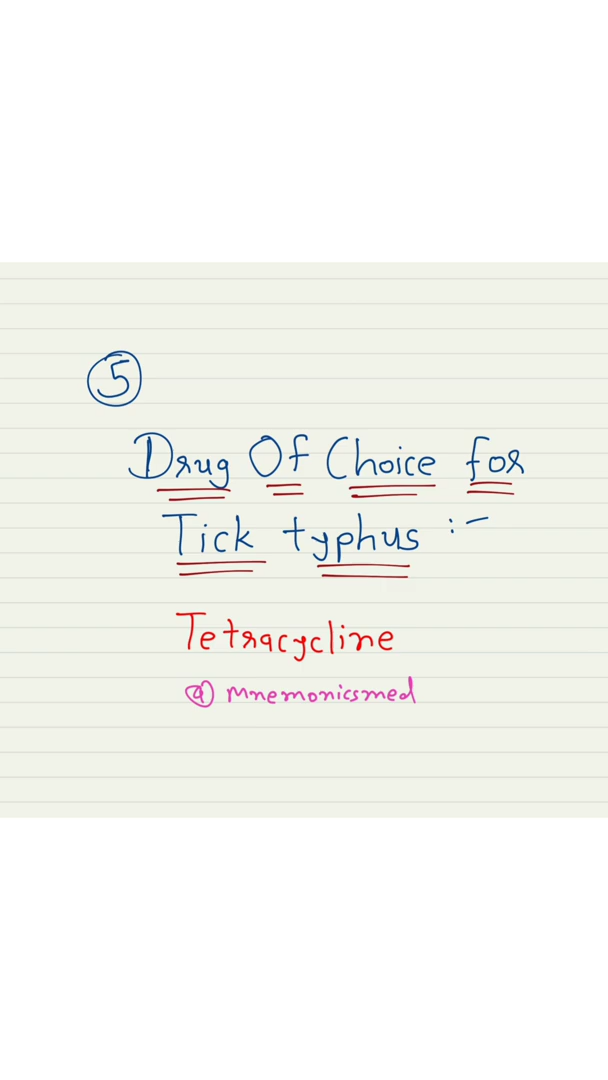 5
Drug Of Choice for
Tick typhus :-
Tetracycline
@ mnemonicsmed